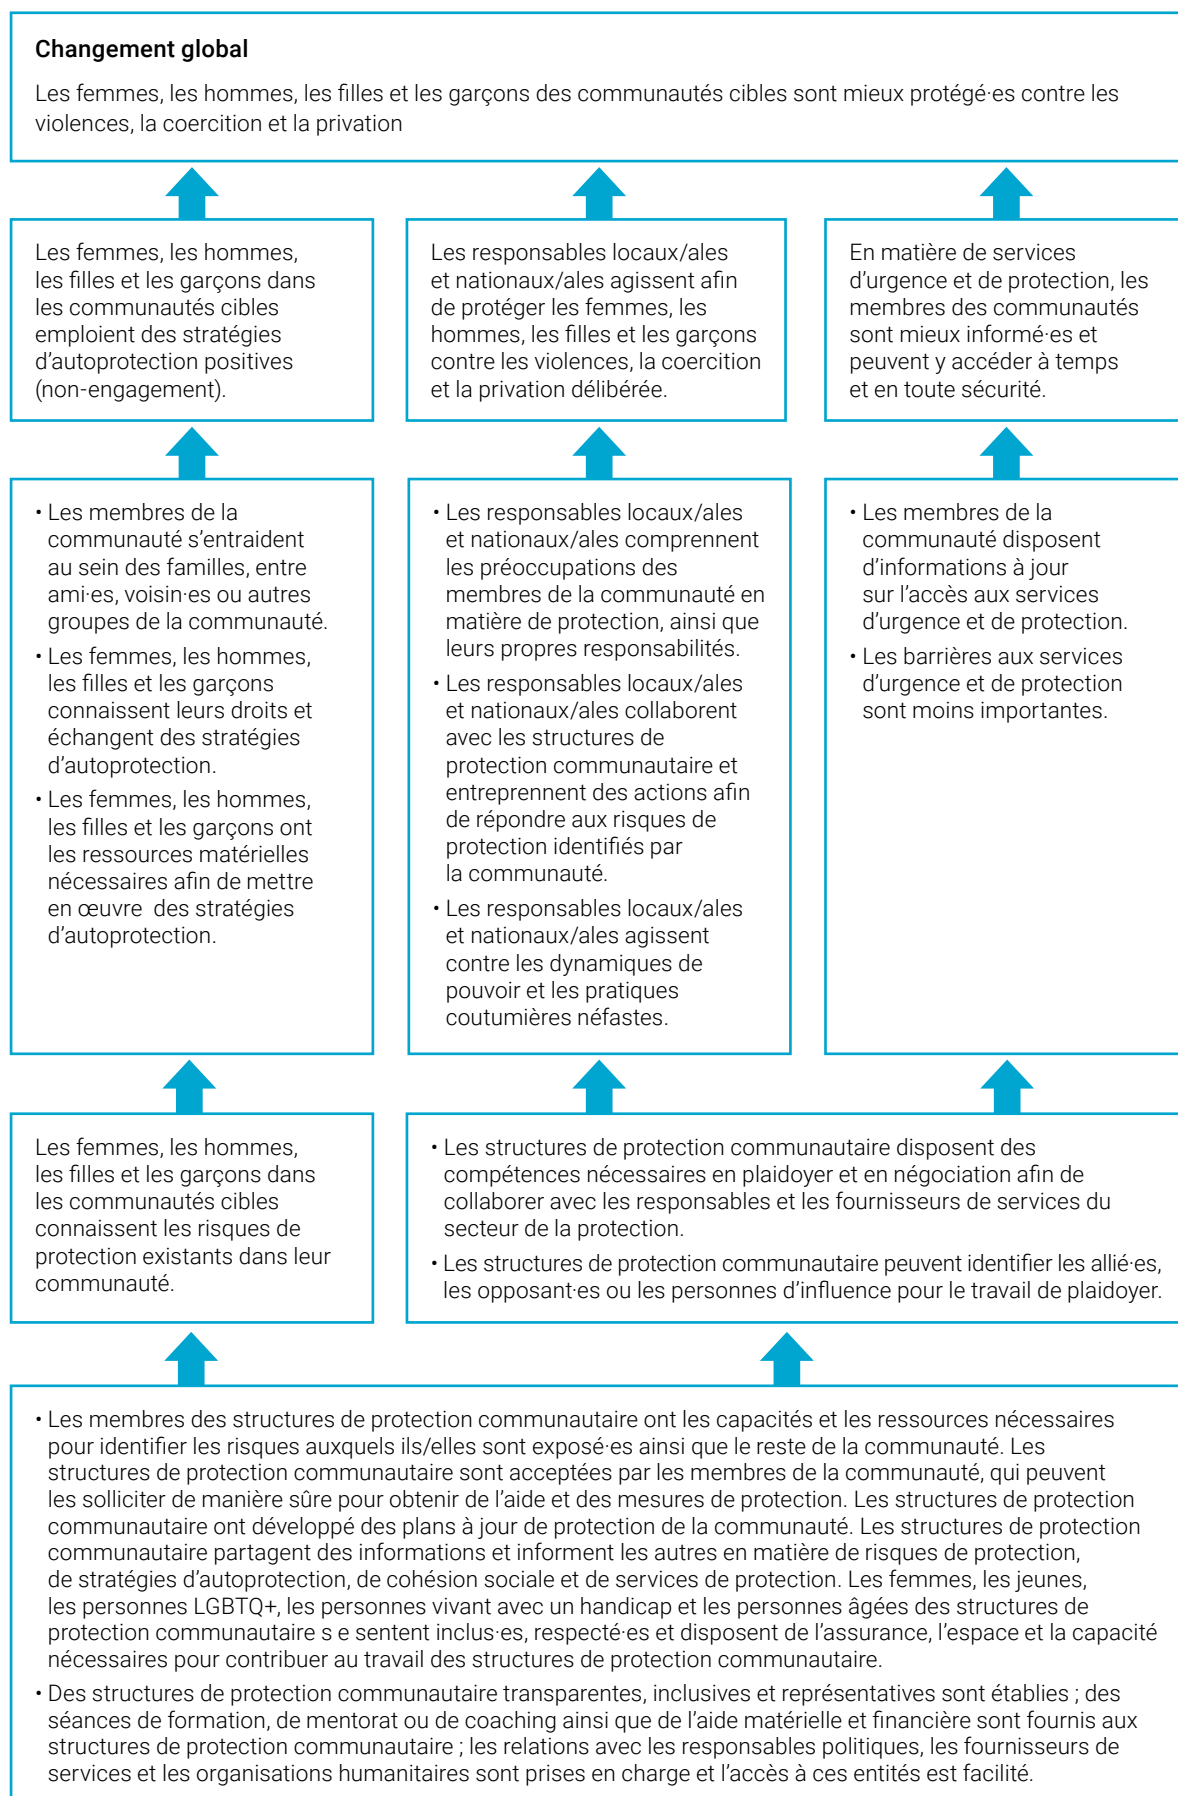 Changement global
Les femmes, les hommes, les filles et les garçons des communautés cibles sont mieux protégé·es contre les
violences, la coercition et la privation
Les femmes, les hommes,
les filles et les garçons dans
les communautés cibles
emploient des stratégies
d’autoprotection positives
(non-engagement).
Les responsables locaux/ales
et nationaux/ales agissent afin
de protéger les femmes, les
hommes, les filles et les garçons
contre les violences, la coercition
et la privation délibérée.
En matière de services
d’urgence et de protection, les
membres des communautés
sont mieux informé·es et
peuvent y accéder à temps
et en toute sécurité.
• Les membres de la
communauté s’entraident
au sein des familles, entre
ami·es, voisin·es ou autres
groupes de la communauté.
• Les femmes, les hommes,
les filles et les garçons
connaissent leurs droits et
échangent des stratégies
d’autoprotection.
• Les femmes, les hommes,
les filles et les garçons ont
les ressources matérielles
nécessaires afin de mettre
en œuvre des stratégies
d’autoprotection.
• Les responsables locaux/ales
et nationaux/ales comprennent
les préoccupations des
membres de la communauté en
matière de protection, ainsi que
leurs propres responsabilités.
• Les responsables locaux/ales
et nationaux/ales collaborent
avec les structures de
protection communautaire et
entreprennent des actions afin
de répondre aux risques de
protection identifiés par
la communauté.
• Les responsables locaux/ales
et nationaux/ales agissent
contre les dynamiques de
pouvoir et les pratiques
coutumières néfastes.
• Les membres de la
communauté disposent
d’informations à jour
sur l’accès aux services
d’urgence et de protection.
• Les barrières aux services
d’urgence et de protection
sont moins importantes.
Les femmes, les hommes,
les filles et les garçons dans
les communautés cibles
connaissent les risques de
protection existants dans leur
communauté.
• Les structures de protection communautaire disposent des
compétences nécessaires en plaidoyer et en négociation afin de
collaborer avec les responsables et les fournisseurs de services du
secteur de la protection.
• Les structures de protection communautaire peuvent identifier les allié·es,
les opposant·es ou les personnes d’influence pour le travail de plaidoyer.
• Les membres des structures de protection communautaire ont les capacités et les ressources nécessaires
pour identifier les risques auxquels ils/elles sont exposé·es ainsi que le reste de la communauté. Les
structures de protection communautaire sont acceptées par les membres de la communauté, qui peuvent
les solliciter de manière sûre pour obtenir de l’aide et des mesures de protection. Les structures de protection
communautaire ont développé des plans à jour de protection de la communauté. Les structures de protection
communautaire partagent des informations et informent les autres en matière de risques de protection,
de stratégies d’autoprotection, de cohésion sociale et de services de protection. Les femmes, les jeunes,
les personnes LGBTQ+, les personnes vivant avec un handicap et les personnes âgées des structures de
protection communautaire s e sentent inclus·es, respecté·es et disposent de l’assurance, l’espace et la capacité
nécessaires pour contribuer au travail des structures de protection communautaire.
• Des structures de protection communautaire transparentes, inclusives et représentatives sont établies ; des
séances de formation, de mentorat ou de coaching ainsi que de l’aide matérielle et financière sont fournis aux
structures de protection communautaire ; les relations avec les responsables politiques, les fournisseurs de
services et les organisations humanitaires sont prises en charge et l’accès à ces entités est facilité.